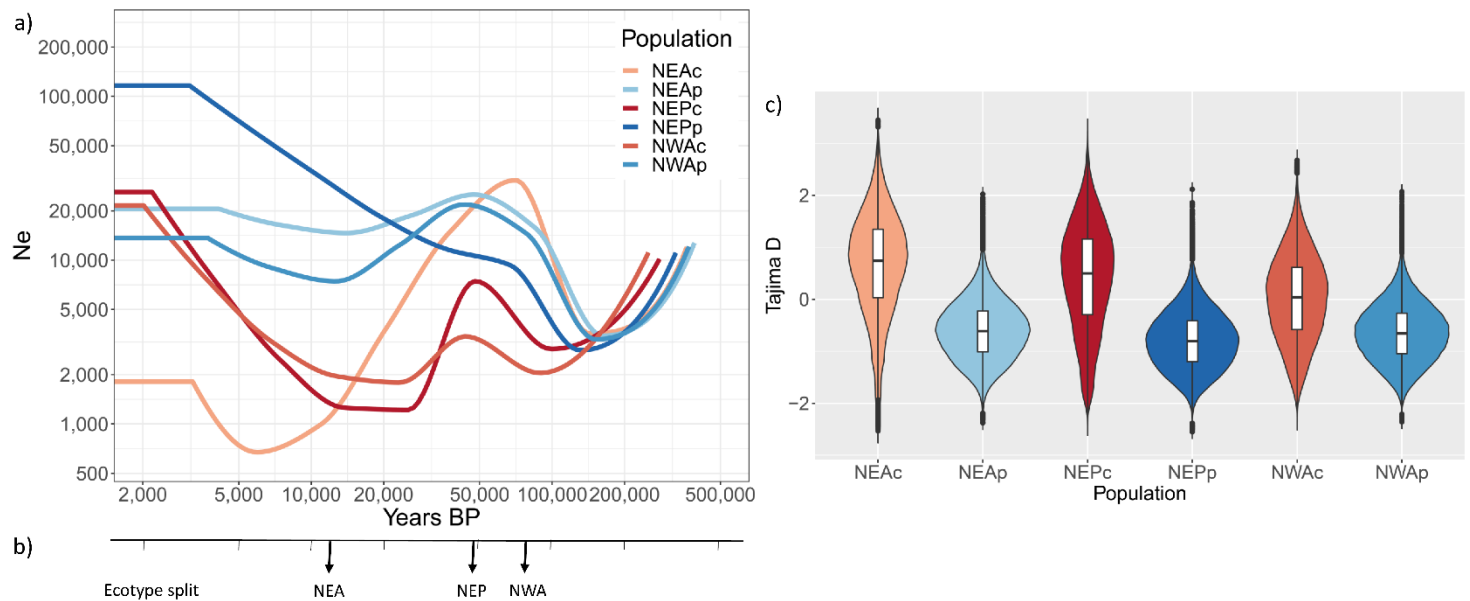 a)
200,000
100,000
50,000
20,000
10,000
5,000
2,000
1,000
500
Ne
Population
NEAc
NEAp
NEPc
NEPp
NWAc
NWAp
2,000 5,000 10,000 20,000 50,000 100,000 200,000 500,000
Years BP
b)
Ecotype split NEA NEP NWA
c)
2
0
−2
Tajima D
NEAc NEAp NEPc NEPp NWAc NWAp
Population